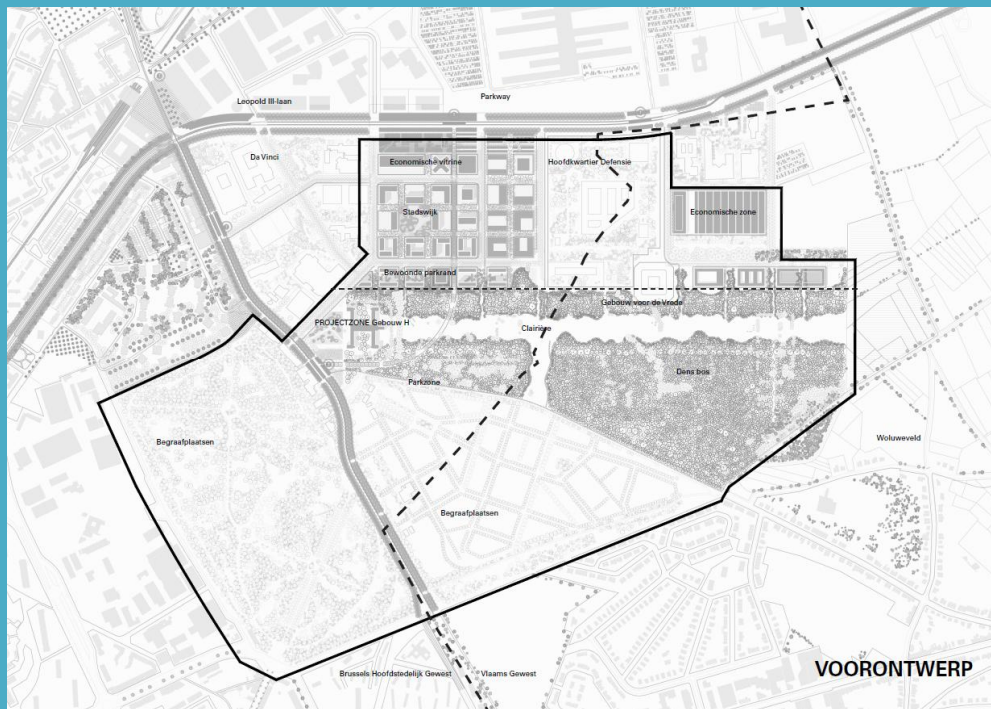 Parkway
Leopold III-laan
Da Vinci
Economische vitrine
Hoofdkwartier Defensie
Stadswijk
Economische zone
Bewoonde parkrand
Gebouw voor de Vrede
PROJECTZONE Gebouw H
Clairière
Dens bos
Parkzone
Begraafplaatsen
Woluweveld
Begraafplaatsen
Brussels Hoofdstedelijk Gewest
Vlaams Gewest
VOORONTWERP